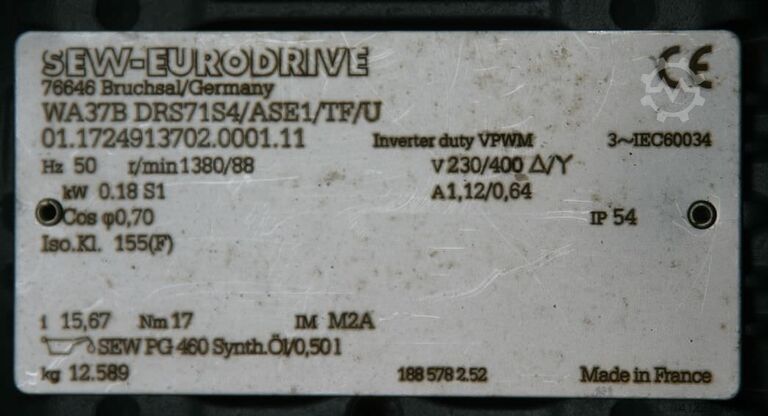 SEW-EURODRIVE
76646 Bruchsal/Germany
WA37B DRS71S4/ASE1/TF/U
01.1724913702.0001.11 Inverter duty VPWM 3~IEC60034
Hz 50 r/min 1380/88 V 230/400 Δ/Y
kW 0.18 S1 A 1,12/0,64
Cos φ0,70 IP 54
Iso.Kl. 155(F)
i 15,67 Nm 17 IM M2A
SEW PG 460 Synth.Öl/0,50 l
kg 12.589 188 578 2.52 Made in France
CE